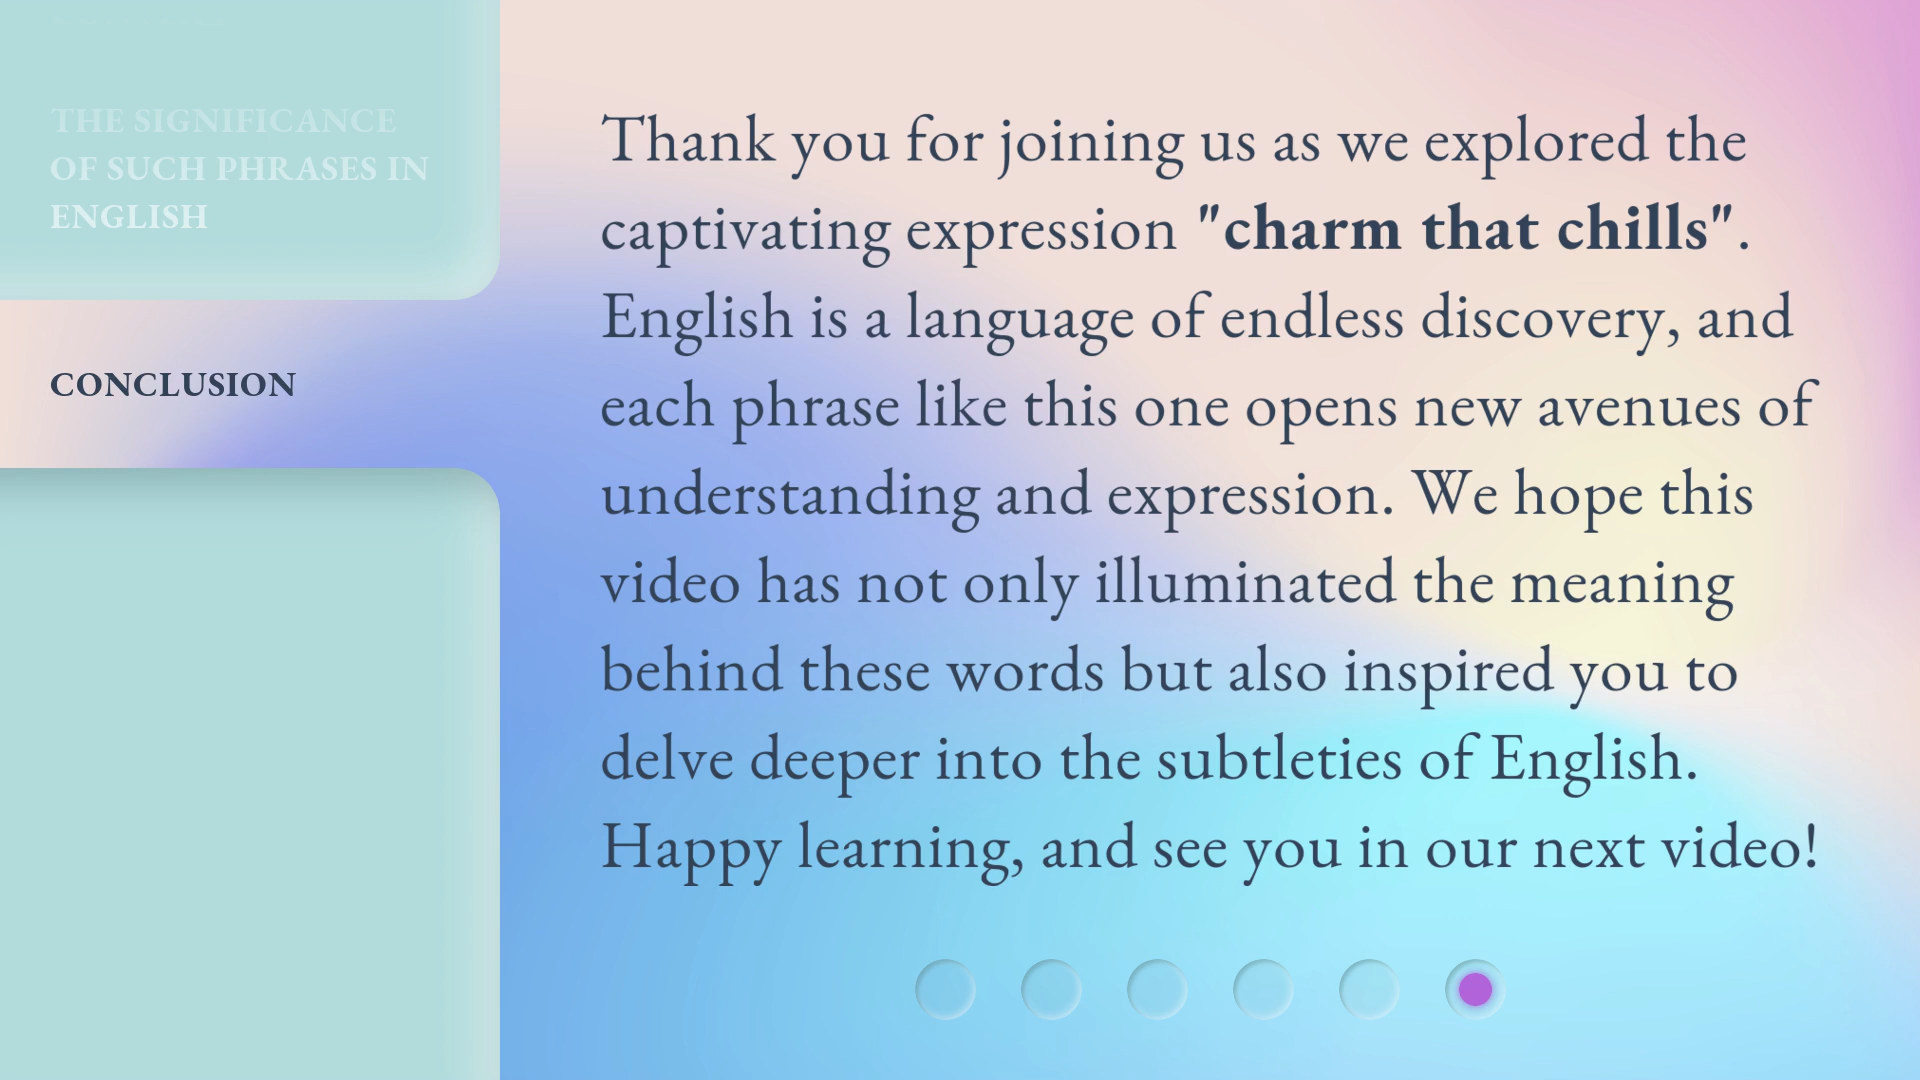 THE SIGNIFICANCE
OF SUCH PHRASES IN
ENGLISH
CONCLUSION
Thank you for joining us as we explored the
captivating expression "charm that chills".
English is a language of endless discovery, and
each phrase like this one opens new avenues of
understanding and expression. We hope this
video has not only illuminated the meaning
behind these words but also inspired you to
delve deeper into the subtleties of English.
Happy learning, and see you in our next video!